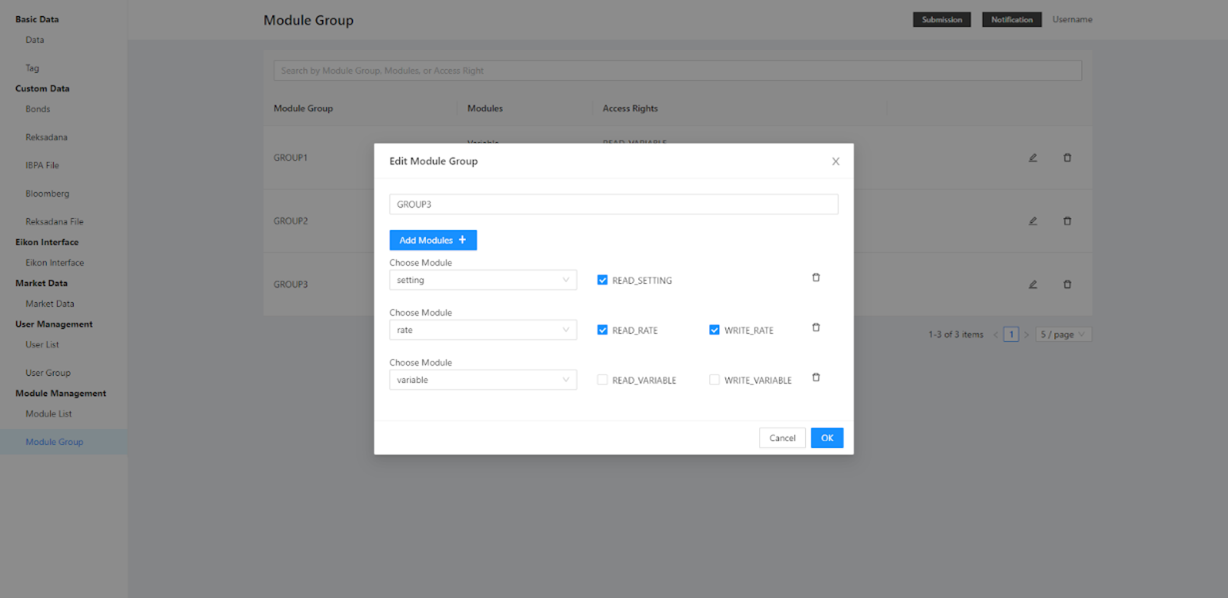 Basic Data
Data
Tag
Custom Data
Bonds
Reksadana
IBPA File
Bloomberg
Reksadana File
Eikon Interface
Eikon Interface
Market Data
Market Data
User Management
User List
User Group
Module Management
Module List
Module Group
Module Group
Submission Notification Username
Search by Module Group, Modules, or Access Right
Module Group Modules Access Rights
Variable READ_VARIABLE
GROUP1
GROUP2
GROUP3
1-3 of 3 items < 1 > 5 / page
Edit Module Group
GROUP3
Add Modules +
Choose Module
setting READ_SETTING
Choose Module
rate READ_RATE WRITE_RATE
Choose Module
variable READ_VARIABLE WRITE_VARIABLE
Cancel OK